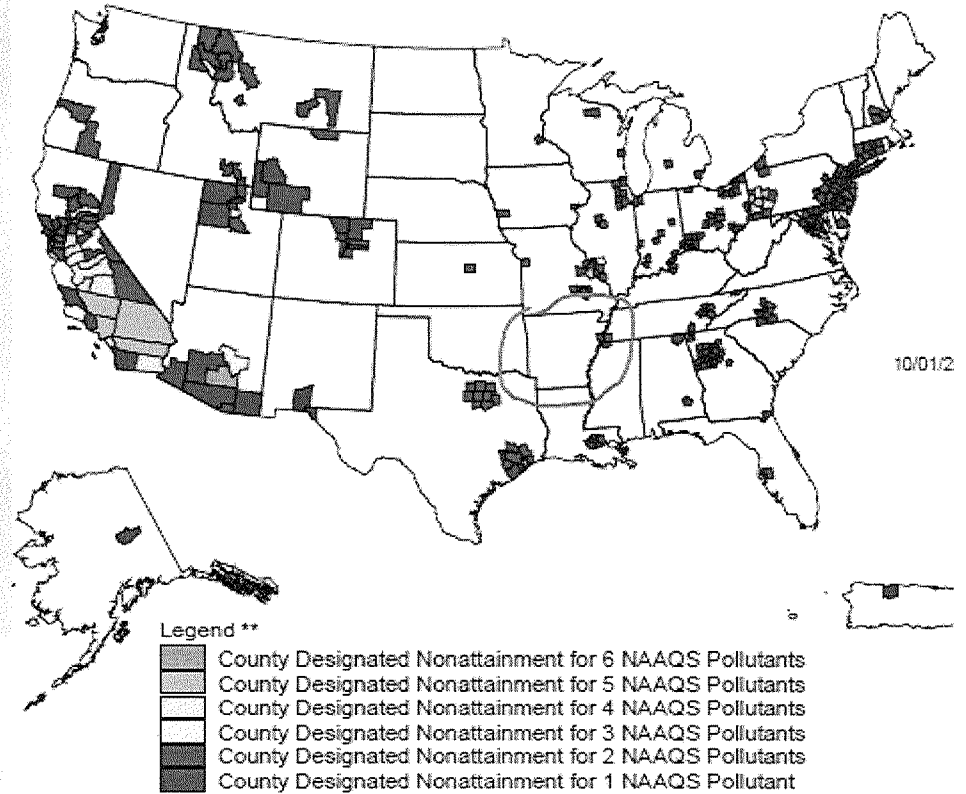 10/01/2
Legend **
County Designated Nonattainment for 6 NAAQS Pollutants
County Designated Nonattainment for 5 NAAQS Pollutants
County Designated Nonattainment for 4 NAAQS Pollutants
County Designated Nonattainment for 3 NAAQS Pollutants
County Designated Nonattainment for 2 NAAQS Pollutants
County Designated Nonattainment for 1 NAAQS Pollutant